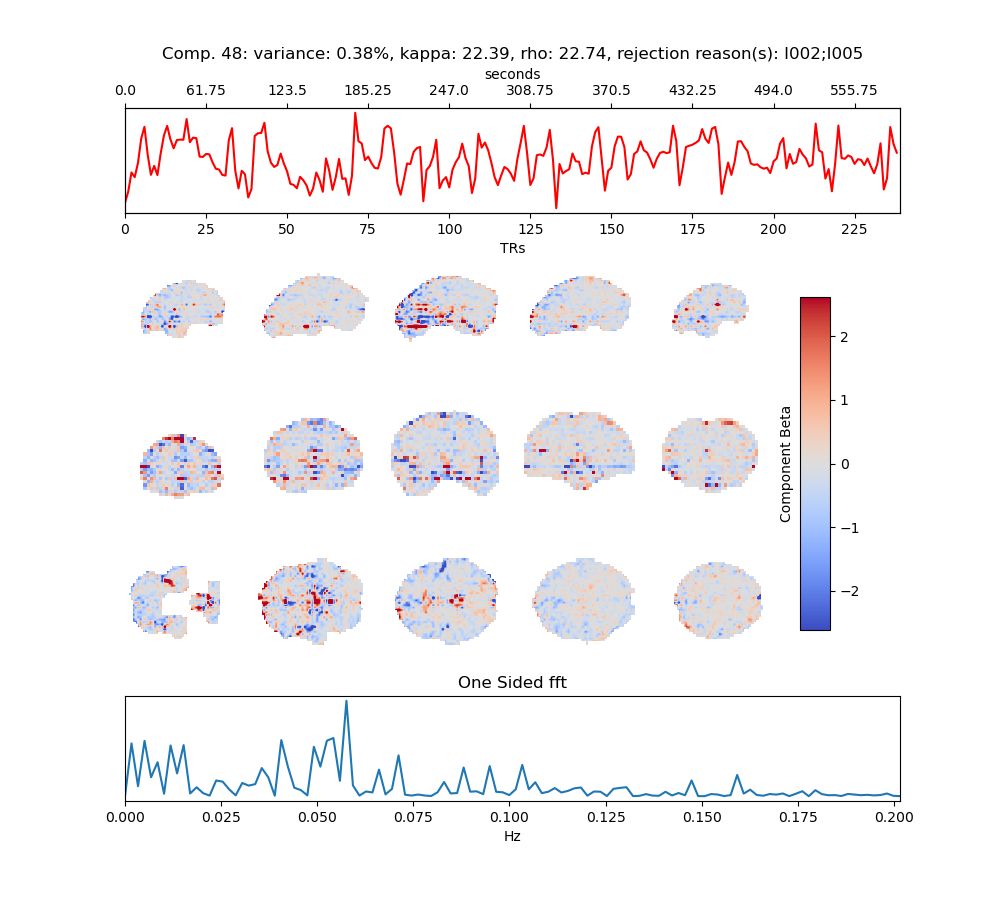 Comp. 48: variance: 0.38%, kappa: 22.39, rho: 22.74, rejection reason(s): I002;I005
seconds
0.0 61.75 123.5 185.25 247.0 308.75 370.5 432.25 494.0 555.75
0 25 50 75 100 125 150 175 200 225
TRs
2
1
0
−1
−2
Component Beta
One Sided fft
0.000 0.025 0.050 0.075 0.100 0.125 0.150 0.175 0.200
Hz